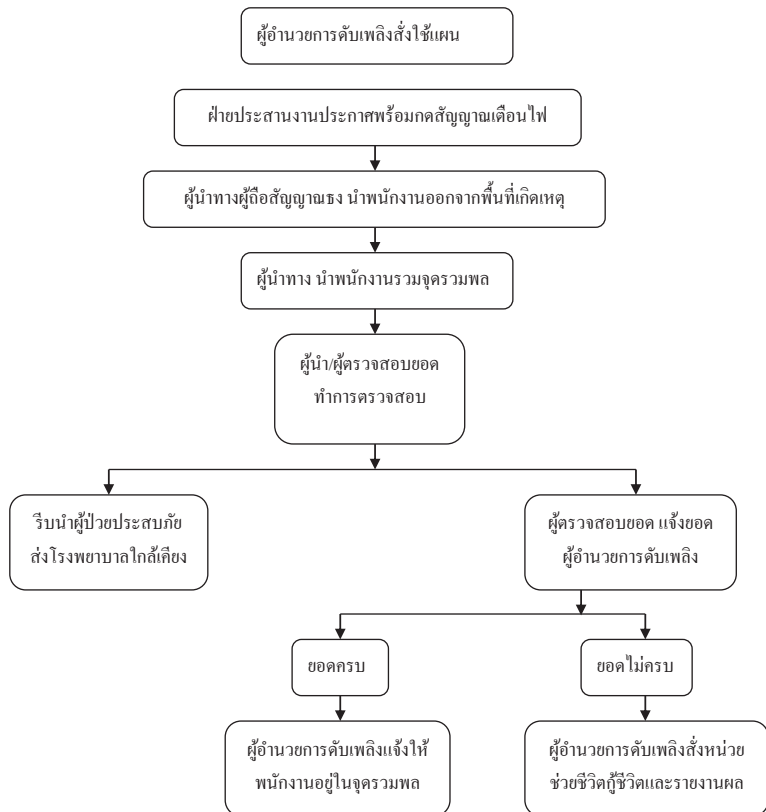 ผู้อำนวยการดับเพลิงสั่งใช้แผน
ฝ่ายประสานงานประกาศพร้อมกดสัญญาณเตือนไฟ
ผู้นำทางผู้ถือสัญญาณธง นำพนักงานออกจากพื้นที่เกิดเหตุ
ผู้นำทาง นำพนักงานรวมจุดรวมพล
ผู้นำ/ผู้ตรวจสอบยอด
ทำการตรวจสอบ
รีบนำผู้ป่วยประสบภัย
ส่งโรงพยาบาลใกล้เคียง
ผู้ตรวจสอบยอด แจ้งยอด
ผู้อำนวยการดับเพลิง
ยอดครบ
ยอดไม่ครบ
ผู้อำนวยการดับเพลิงแจ้งให้
พนักงานอยู่ในจุดรวมพล
ผู้อำนวยการดับเพลิงสั่งหน่วย
ช่วยชีวิตกู้ชีวิตและรายงานผล